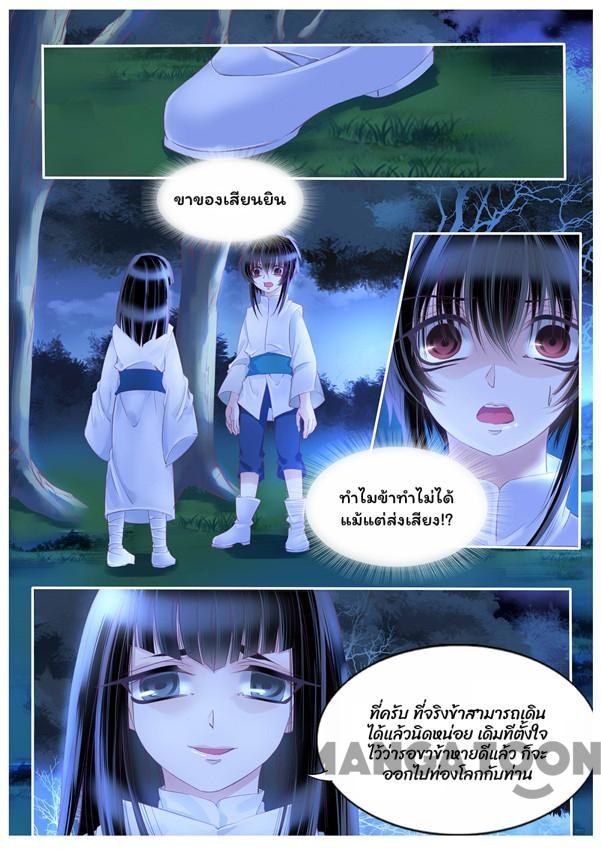 ขาของเสียนยิน
ทำไมข้าทำไม่ได้
แม้แต่ส่งเสียง!?
ที่ครับ ที่จริงข้าสามารถเดิน
ได้แล้วนิดหน่อย เดิมทีตั้งใจ
ไว้ว่ารอขาข้าหายดีแล้ว ก็จะ
ออกไปท่องโลกกับท่าน
MANGATOON